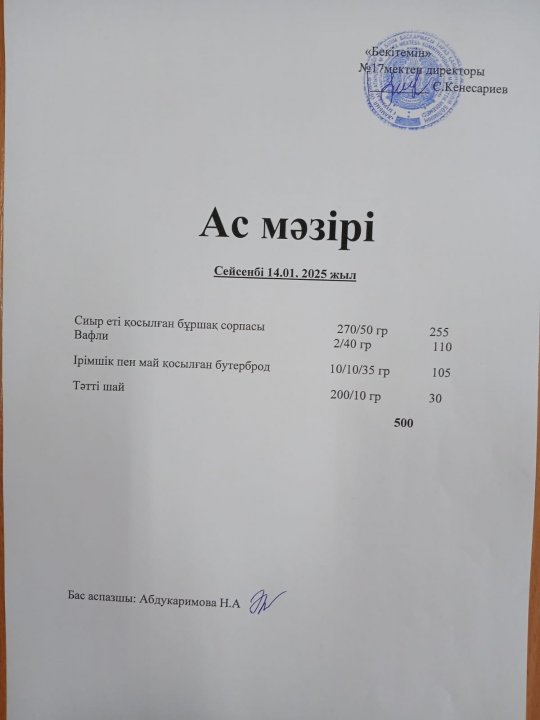 «Бекітемін»
№17мектеп директоры
С.Кенесариев
Ас мәзірі
Сейсенбі 14.01. 2025 жыл
Сиыр еті қосылған бұршақ сорпасы 270/50 гр 255
Вафли 2/40 гр 110
Ірімшік пен май қосылған бутерброд 10/10/35 гр 105
Тәтті шай 200/10 гр 30
500
Бас аспазшы: Абдукаримова Н.А